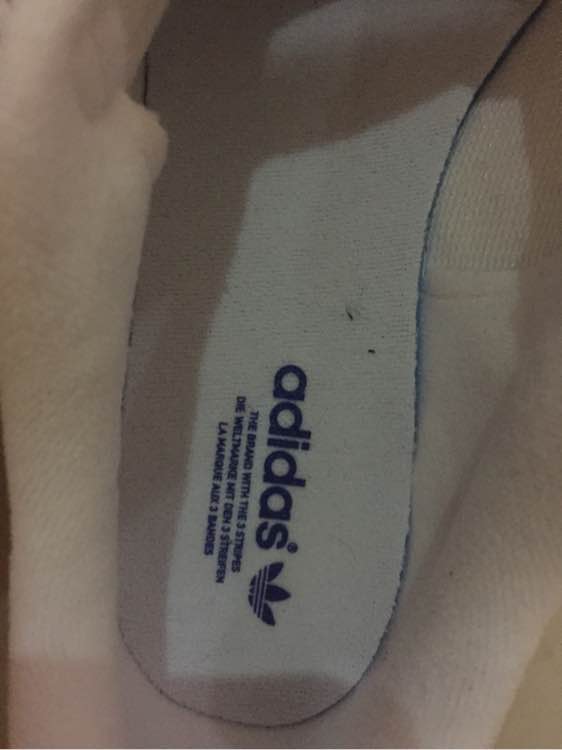 adidas®
THE BRAND WITH THE 3 STRIPES
DIE WELTMARKE MIT DEN 3 STREIFEN
LA MARQUE AUX 3 BANDES